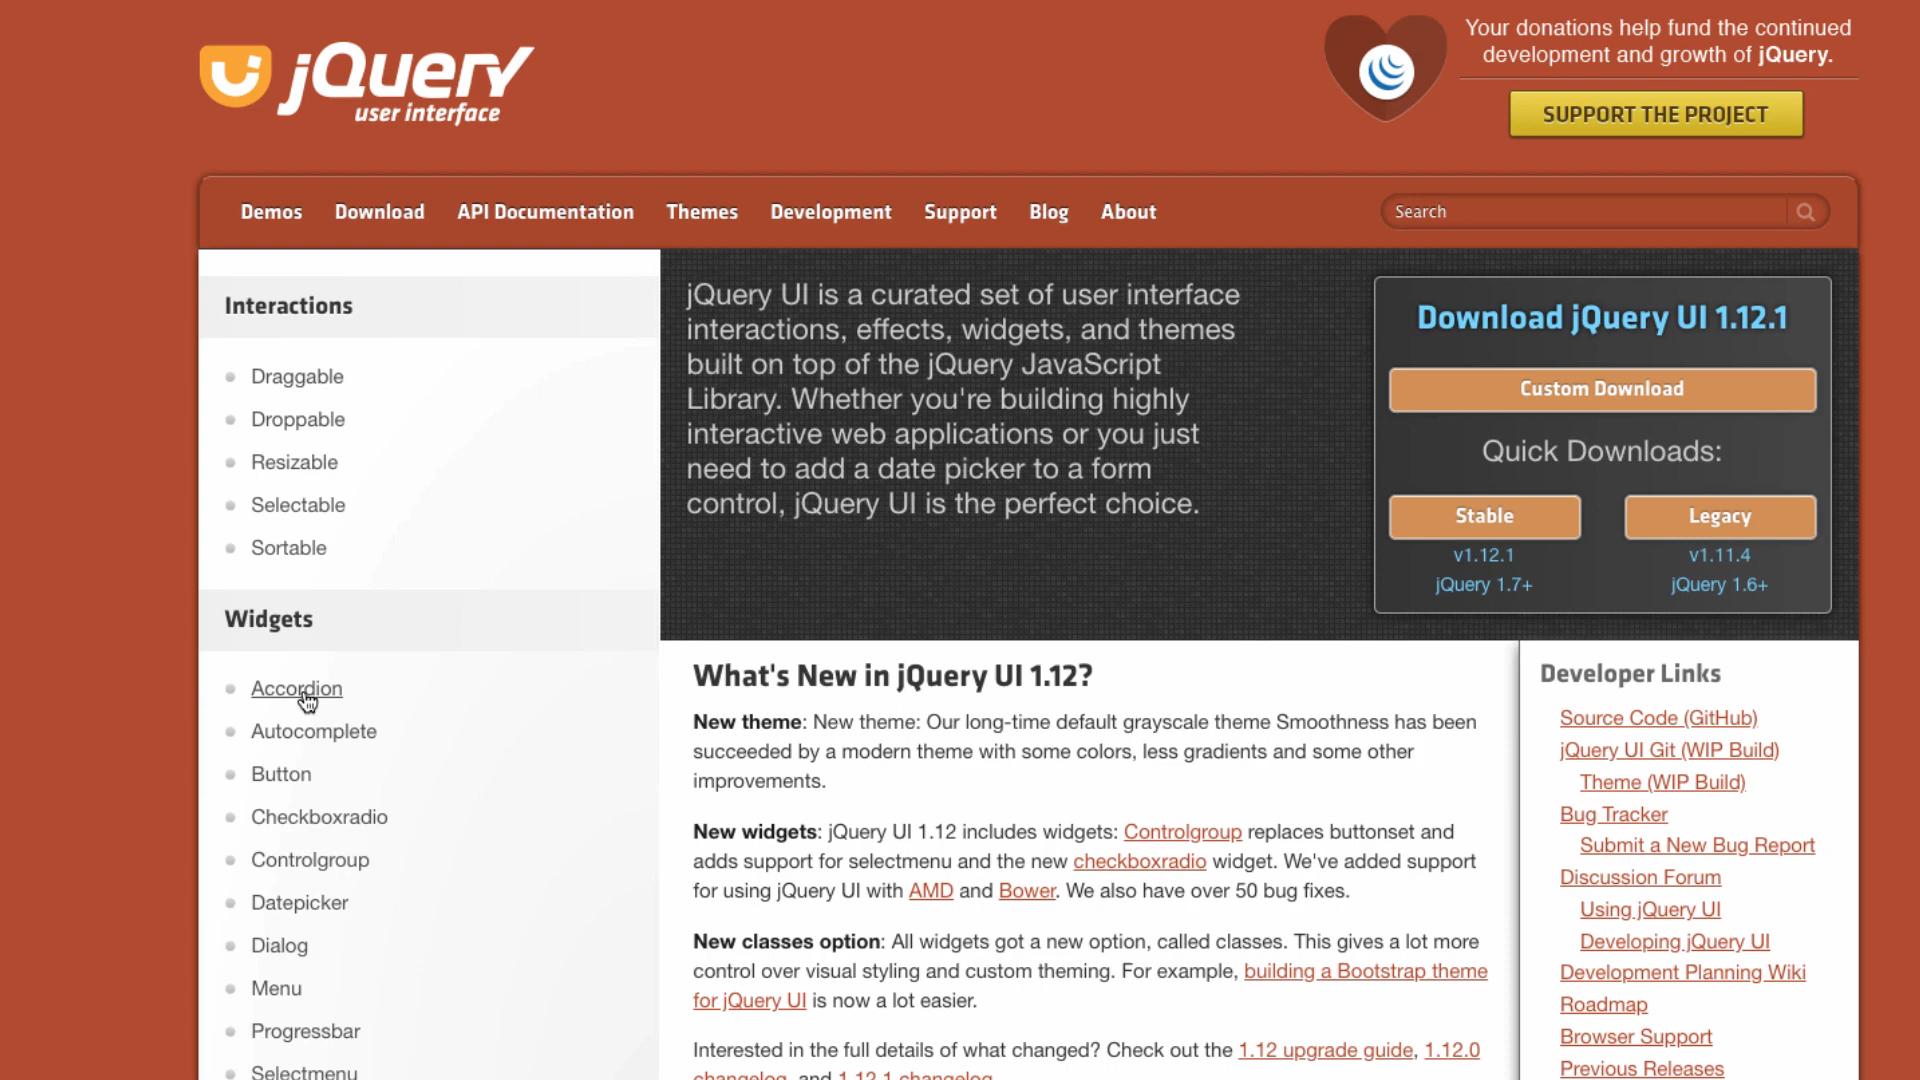 jQuery
user interface
Your donations help fund the continued
development and growth of jQuery.
SUPPORT THE PROJECT
Demos Download API Documentation Themes Development Support Blog About
Search
Interactions
Draggable
Droppable
Resizable
Selectable
Sortable
Widgets
Accordion
Autocomplete
Button
Checkboxradio
Controlgroup
Datepicker
Dialog
Menu
Progressbar
Selectmenu
jQuery UI is a curated set of user interface
interactions, effects, widgets, and themes
built on top of the jQuery JavaScript
Library. Whether you're building highly
interactive web applications or you just
need to add a date picker to a form
control, jQuery UI is the perfect choice.
Download jQuery UI 1.12.1
Custom Download
Quick Downloads:
Stable
v1.12.1
jQuery 1.7+
Legacy
v1.11.4
jQuery 1.6+
What's New in jQuery UI 1.12?
New theme: New theme: Our long-time default grayscale theme Smoothness has been
succeeded by a modern theme with some colors, less gradients and some other
improvements.
New widgets: jQuery UI 1.12 includes widgets: Controlgroup replaces buttonset and
adds support for selectmenu and the new checkboxradio widget. We've added support
for using jQuery UI with AMD and Bower. We also have over 50 bug fixes.
New classes option: All widgets got a new option, called classes. This gives a lot more
control over visual styling and custom theming. For example, building a Bootstrap theme
for jQuery UI is now a lot easier.
Interested in the full details of what changed? Check out the 1.12 upgrade guide, 1.12.0
changelog, and 1.12.1 changelog.
Developer Links
Source Code (GitHub)
jQuery UI Git (WIP Build)
Theme (WIP Build)
Bug Tracker
Submit a New Bug Report
Discussion Forum
Using jQuery UI
Developing jQuery UI
Development Planning Wiki
Roadmap
Browser Support
Previous Releases